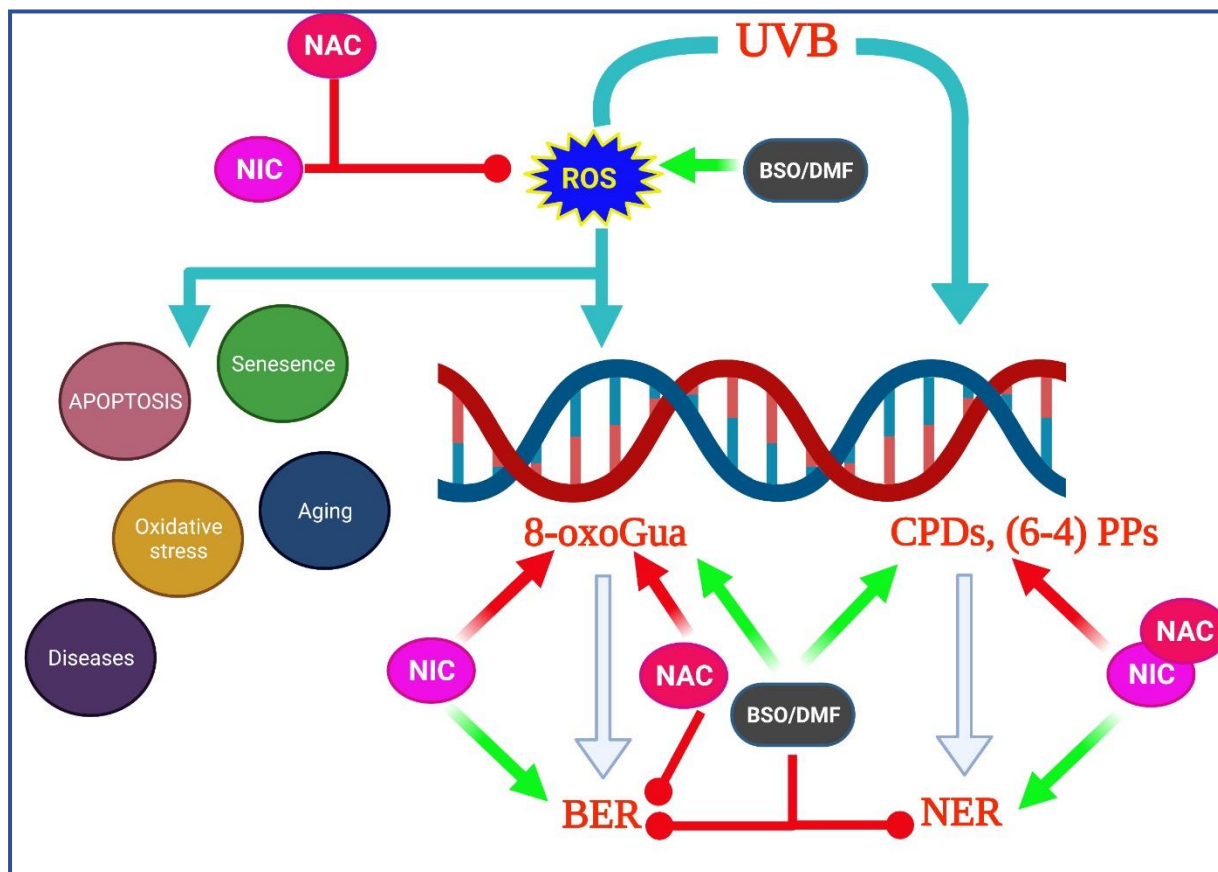 NAC
UVB
NIC
ROS
BSO/DMF
Senesence
APOPTOSIS
Aging
Oxidative
stress
Diseases
8-oxoGua
CPDs, (6-4) PPs
NIC
NAC
BSO/DMF
NAC
NIC
BER
NER